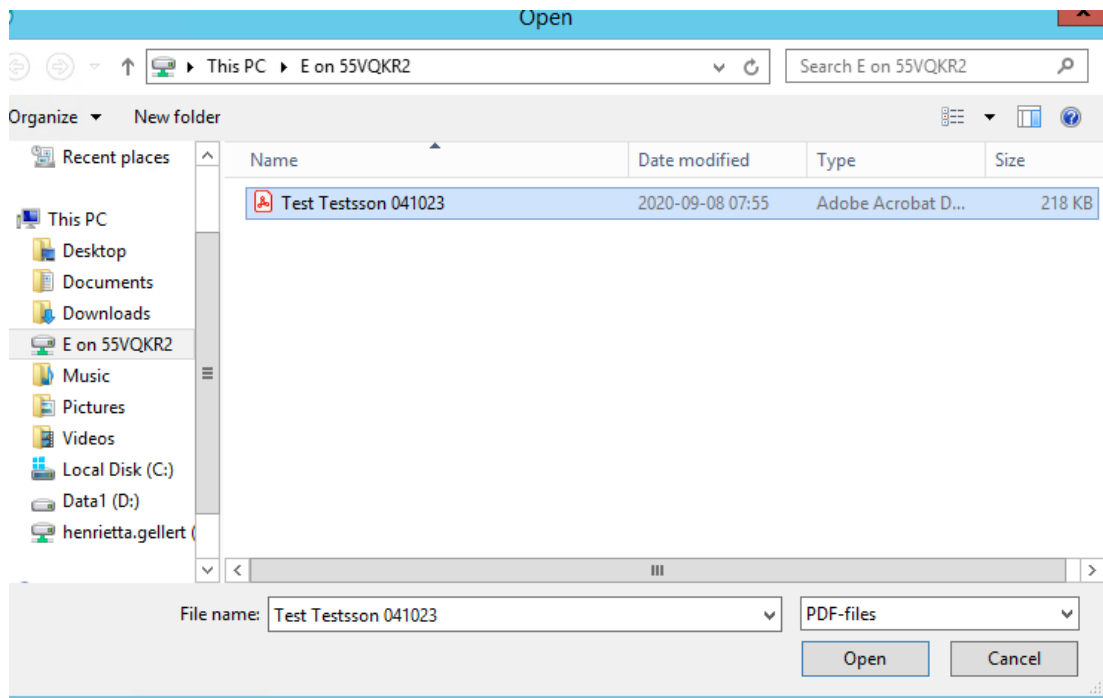 Open
This PC ▸ E on 55VQKR2
Search E on 55VQKR2
Organize New folder
Name Date modified Type Size
Test Testsson 041023 2020-09-08 07:55 Adobe Acrobat D... 218 KB
Recent places
This PC
Desktop
Documents
Downloads
E on 55VQKR2
Music
Pictures
Videos
Local Disk (C:)
Data1 (D:)
henrietta.gellert (
File name: Test Testsson 041023 PDF-files
Open Cancel